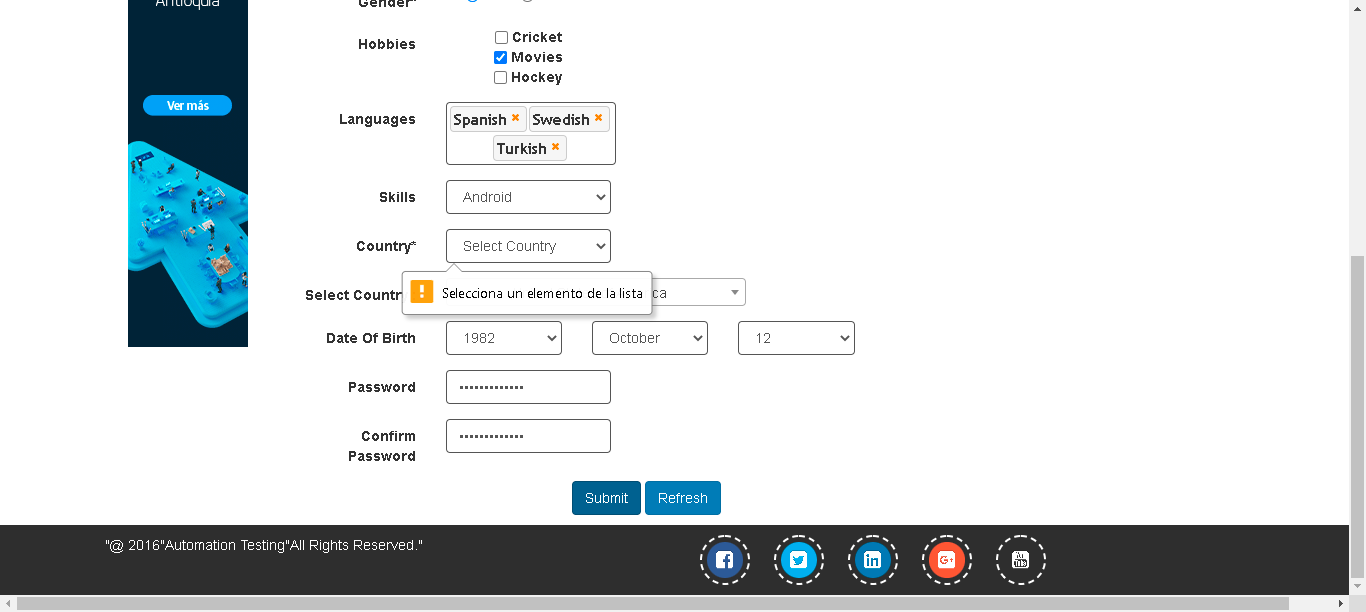 Antioquia
Gender*
Hobbies
Cricket
Movies
Hockey
Ver más
Languages
Spanish × Swedish ×
Turkish ×
Skills
Android
Country*
Select Country
Selecciona un elemento de la lista
Select Countr
ca
Date Of Birth
1982
October
12
Password
•••••••••••••
Confirm
Password
•••••••••••••
Submit
Refresh
"@ 2016"Automation Testing"All Rights Reserved."